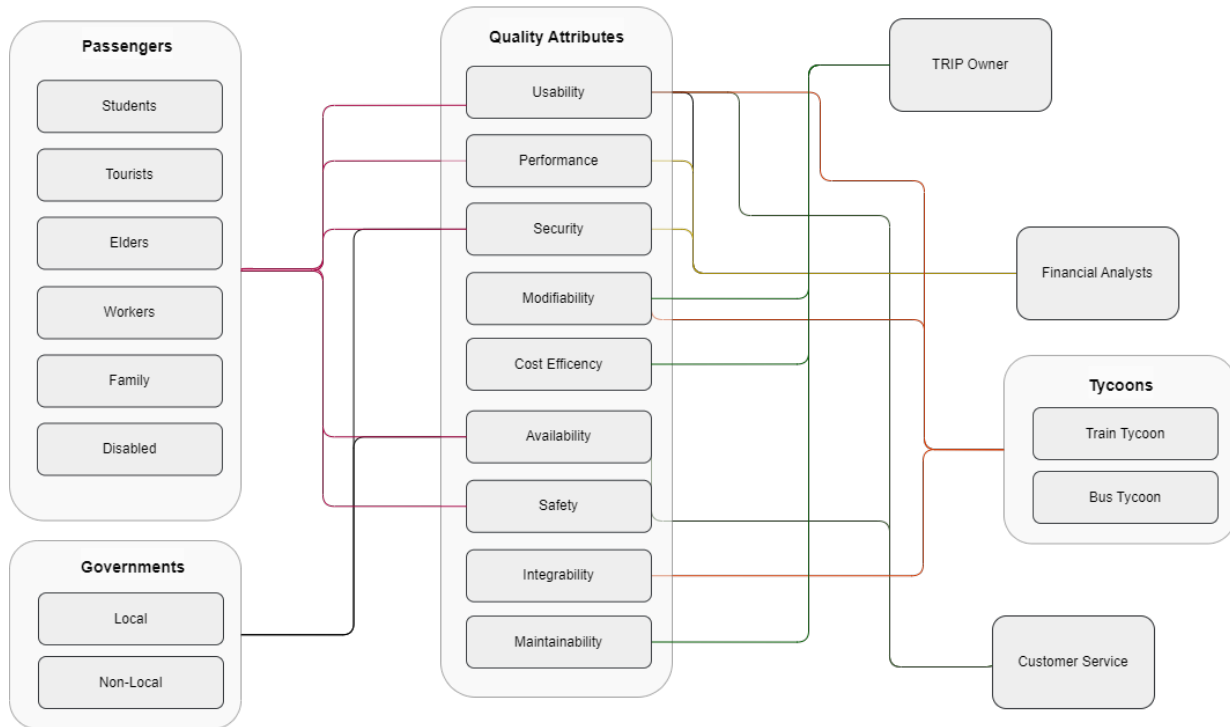 Passengers
Students
Tourists
Elders
Workers
Family
Disabled
Governments
Local
Non-Local
Quality Attributes
Usability
Performance
Security
Modifiability
Cost Efficency
Availability
Safety
Integrability
Maintainability
TRIP Owner
Financial Analysts
Tycoons
Train Tycoon
Bus Tycoon
Customer Service